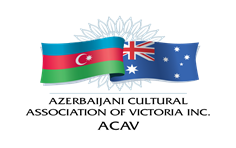 AZERBAIJANI CULTURAL
ASSOCIATION OF VICTORIA INC.
ACAV